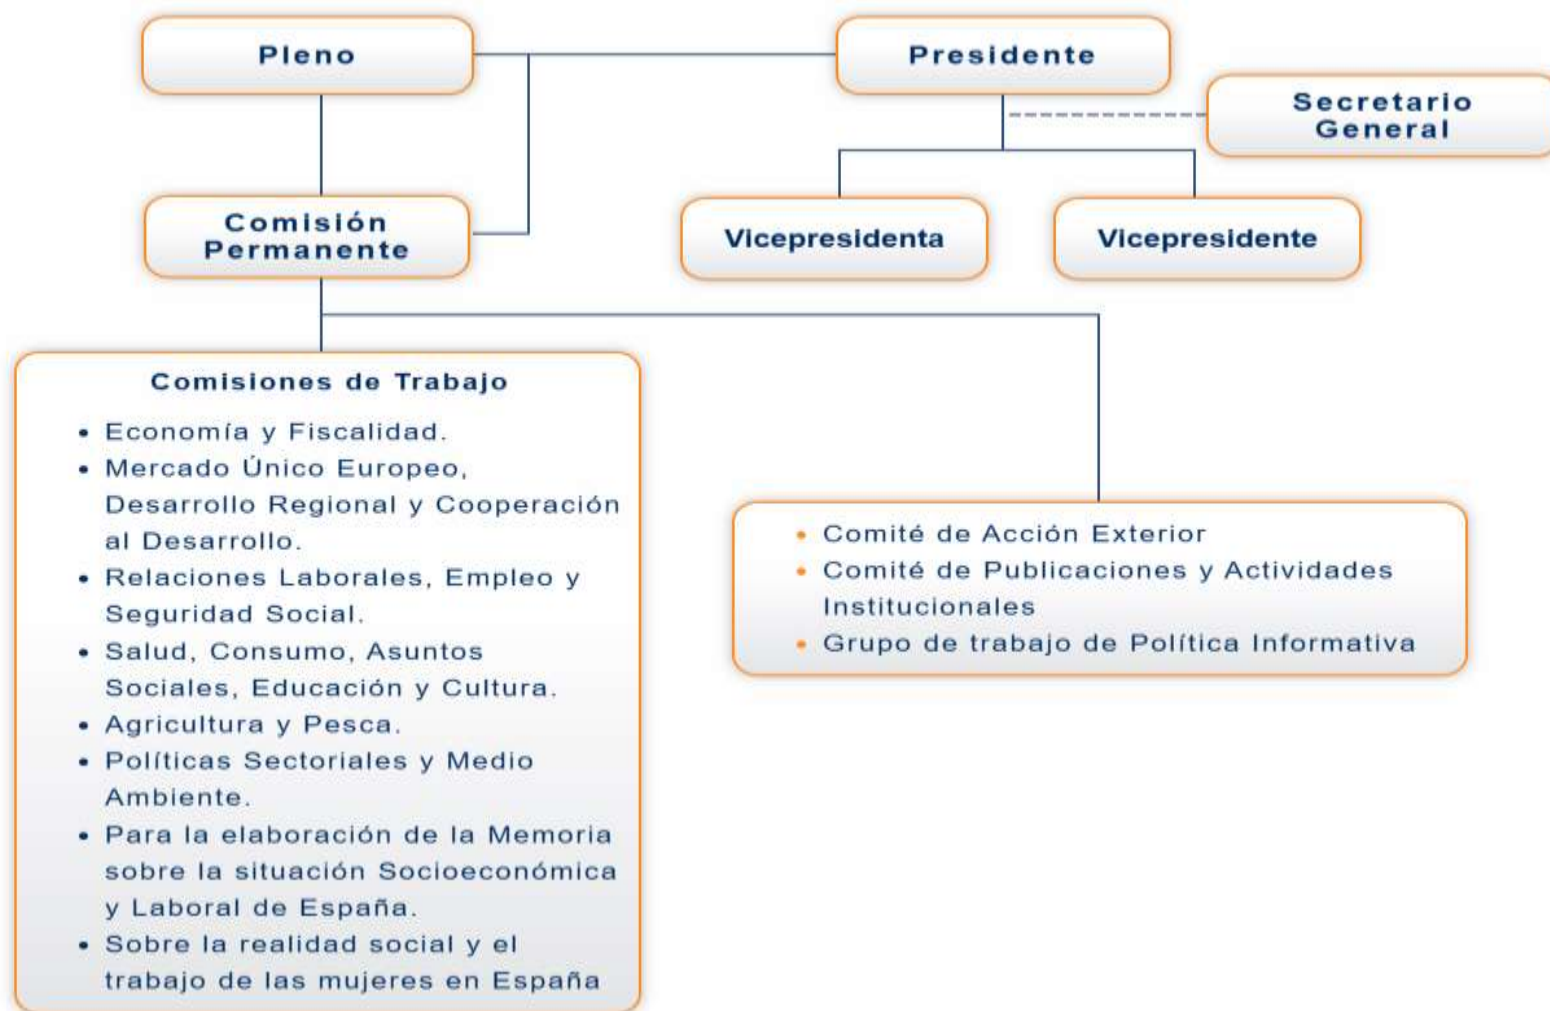 Pleno
Presidente
Secretario
General
Comisión
Permanente
Vicepresidenta
Vicepresidente
Comisiones de Trabajo
• Economía y Fiscalidad.
• Mercado Único Europeo,
Desarrollo Regional y Cooperación
al Desarrollo.
• Relaciones Laborales, Empleo y
Seguridad Social.
• Salud, Consumo, Asuntos
Sociales, Educación y Cultura.
• Agricultura y Pesca.
• Políticas Sectoriales y Medio
Ambiente.
• Para la elaboración de la Memoria
sobre la situación Socioeconómica
y Laboral de España.
• Sobre la realidad social y el
trabajo de las mujeres en España
• Comité de Acción Exterior
• Comité de Publicaciones y Actividades
Institucionales
• Grupo de trabajo de Política Informativa